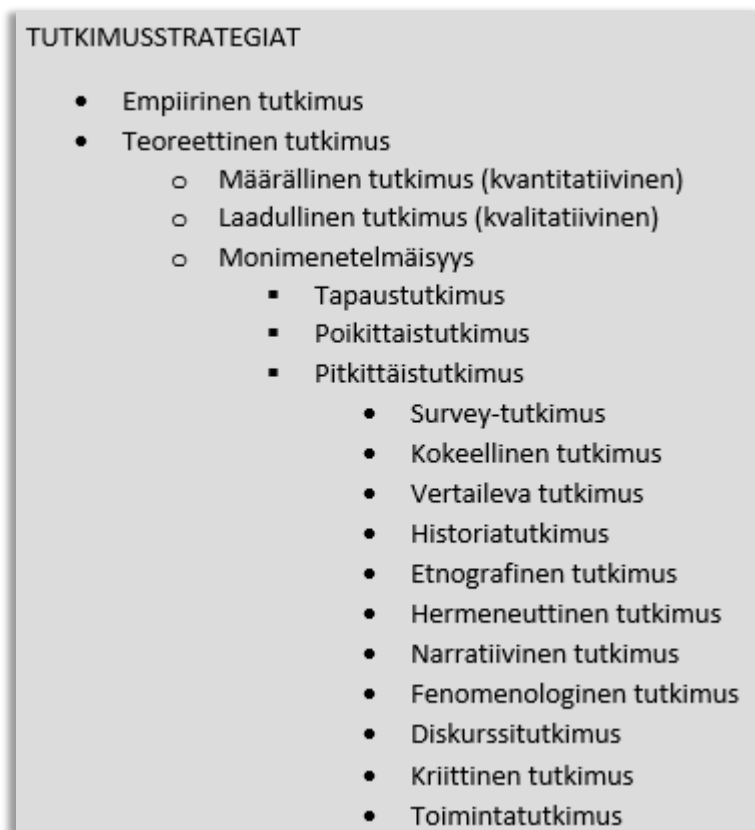 TUTKIMUSSTRATEGIAT
• Empiirinen tutkimus
• Teoreettinen tutkimus
o Määrällinen tutkimus (kvantitatiivinen)
o Laadullinen tutkimus (kvalitatiivinen)
o Monimenetelmäisyys
▪ Tapaustutkimus
▪ Poikittaistutkimus
▪ Pitkittäistutkimus
• Survey-tutkimus
• Kokeellinen tutkimus
• Vertaileva tutkimus
• Historiatutkimus
• Etnografinen tutkimus
• Hermeneuttinen tutkimus
• Narratiivinen tutkimus
• Fenomenologinen tutkimus
• Diskurssitutkimus
• Kriittinen tutkimus
• Toimintatutkimus